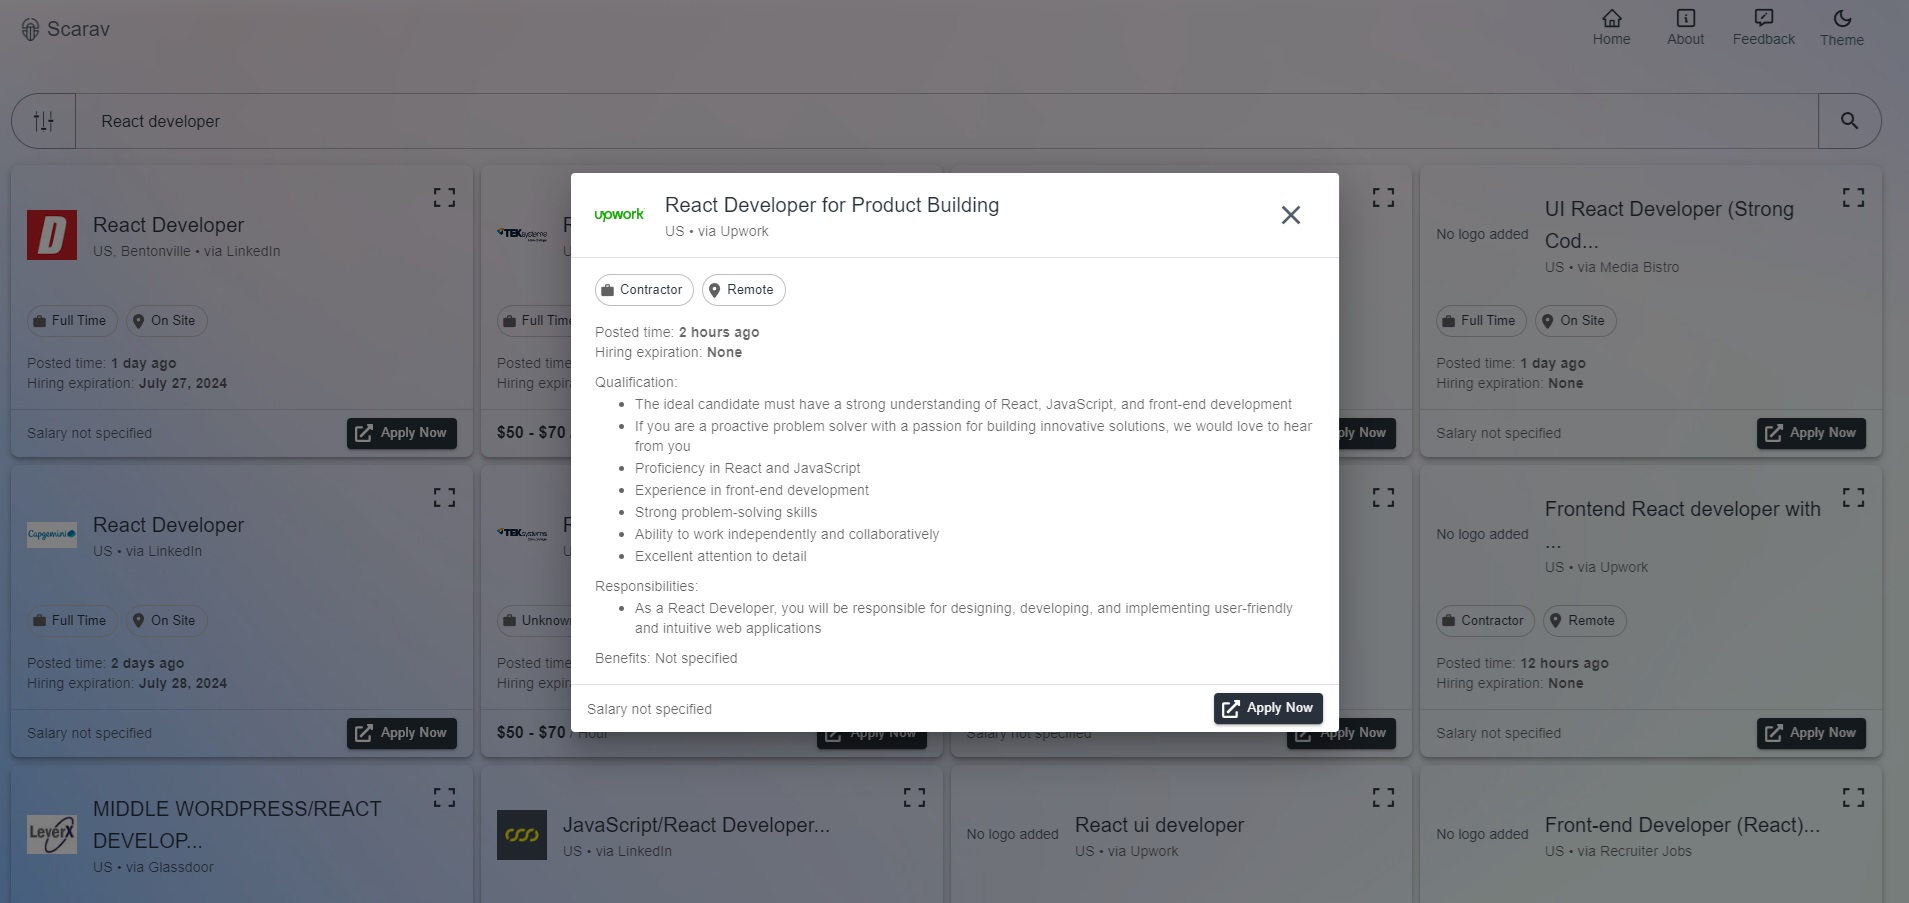 Scarav
Home
About
Feedback
Theme
React developer
D
React Developer
US, Bentonville • via LinkedIn
Full Time
On Site
Posted time: 1 day ago
Hiring expiration: July 27, 2024
Salary not specified
Apply Now
TEKsystems
Full Time
Posted time
$50 - $70
Apply Now
No logo added
UI React Developer (Strong
Cod...
US • via Media Bistro
Full Time
On Site
Posted time: 1 day ago
Hiring expiration: None
Salary not specified
Apply Now
upwork
React Developer for Product Building
US • via Upwork
Contractor
Remote
Posted time: 2 hours ago
Hiring expiration: None
Qualification:
• The ideal candidate must have a strong understanding of React, JavaScript, and front-end development
• If you are a proactive problem solver with a passion for building innovative solutions, we would love to hear
from you
• Proficiency in React and JavaScript
• Experience in front-end development
• Strong problem-solving skills
• Ability to work independently and collaboratively
• Excellent attention to detail
Responsibilities:
• As a React Developer, you will be responsible for designing, developing, and implementing user-friendly
and intuitive web applications
Benefits: Not specified
Salary not specified
Apply Now
Capgemini
React Developer
US • via LinkedIn
Full Time
On Site
Posted time: 2 days ago
Hiring expiration: July 28, 2024
Salary not specified
Apply Now
TEKsystems
Unknown
Posted time
$50 - $70 / Hour
Apply Now
Salary not specified
Apply Now
No logo added
Frontend React developer with
...
US • via Upwork
Contractor
Remote
Posted time: 12 hours ago
Hiring expiration: None
Salary not specified
Apply Now
LeverX
MIDDLE WORDPRESS/REACT
DEVELOP...
US • via Glassdoor
JavaScript/React Developer...
US • via LinkedIn
No logo added
React ui developer
US • via Upwork
No logo added
Front-end Developer (React)...
US • via Recruiter Jobs